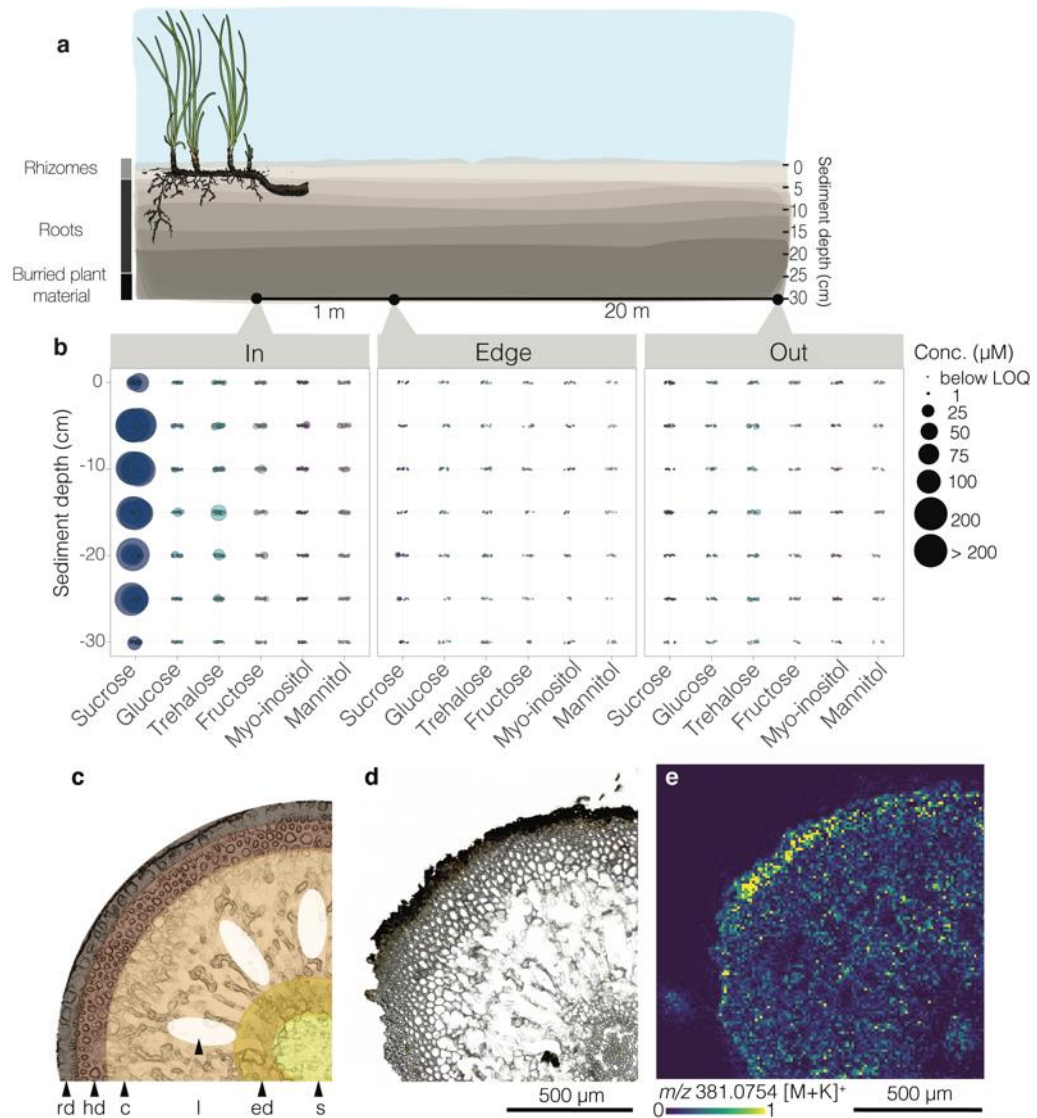 a
Rhizomes
Roots
Burried plant
material
0
5
10
15
20
25
30
Sediment depth (cm)
1 m
20 m
b
In
Edge
Out
Conc. (µM)
below LOQ
1
25
50
75
100
200
> 200
0
-10
-20
-30
Sediment depth (cm)
Sucrose
Glucose
Trehalose
Fructose
Myo-inositol
Mannitol
Sucrose
Glucose
Trehalose
Fructose
Myo-inositol
Mannitol
Sucrose
Glucose
Trehalose
Fructose
Myo-inositol
Mannitol
c
d
e
rd hd c l ed s
500 µm
m/z 381.0754 [M+K]⁺
0 1
500 µm